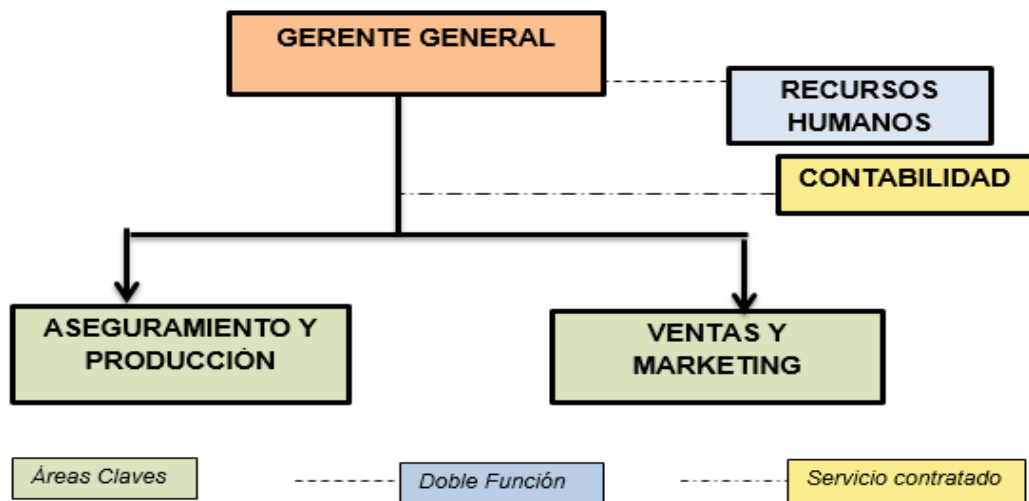 GERENTE GENERAL
RECURSOS
HUMANOS
CONTABILIDAD
ASEGURAMIENTO Y
PRODUCCIÓN
VENTAS Y
MARKETING
Áreas Claves
Doble Función
Servicio contratado